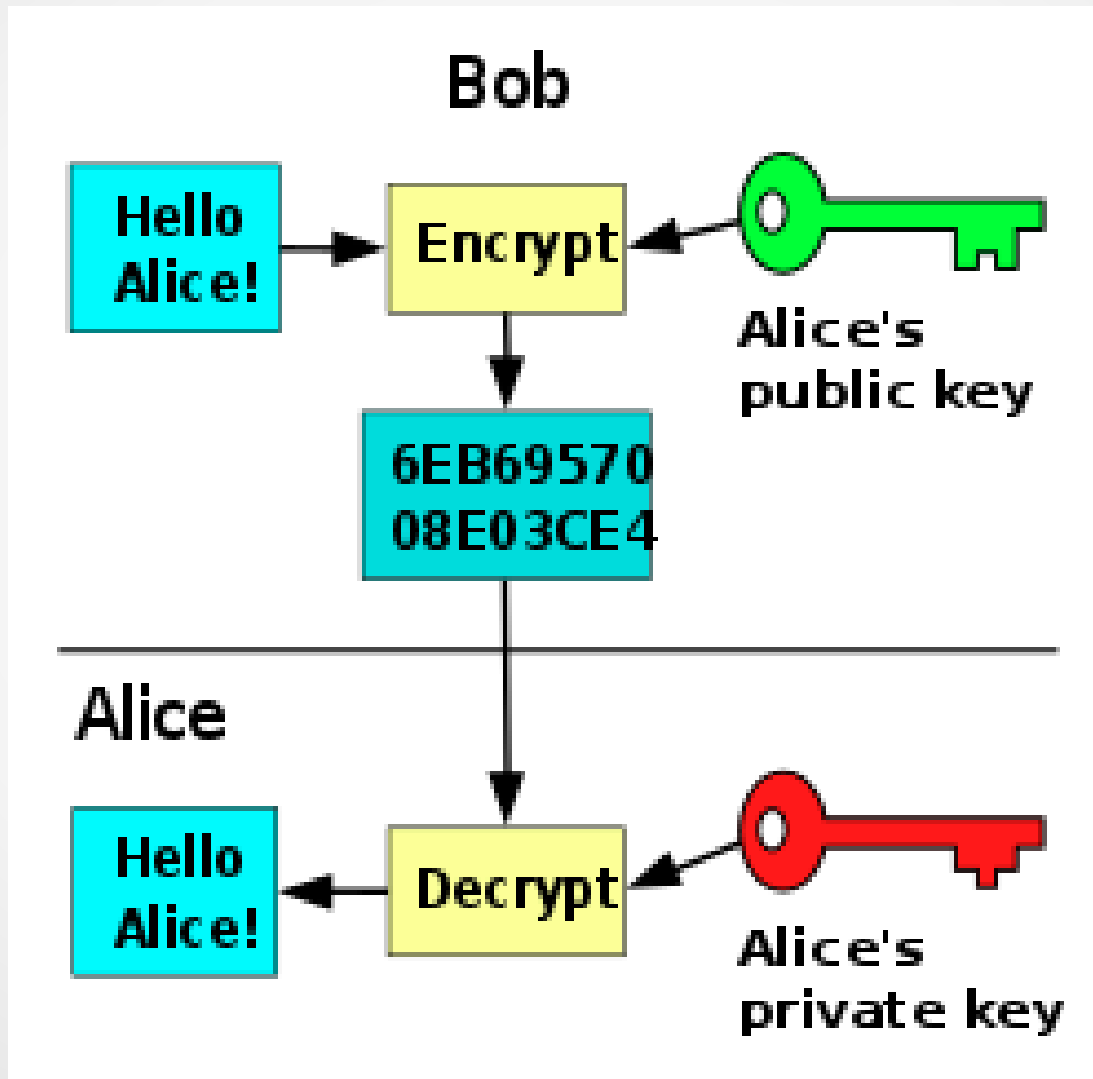 Bob
Hello
Alice!
Encrypt
Alice's
public key
6EB69570
08E03CE4
Alice
Hello
Alice!
Decrypt
Alice's
private key